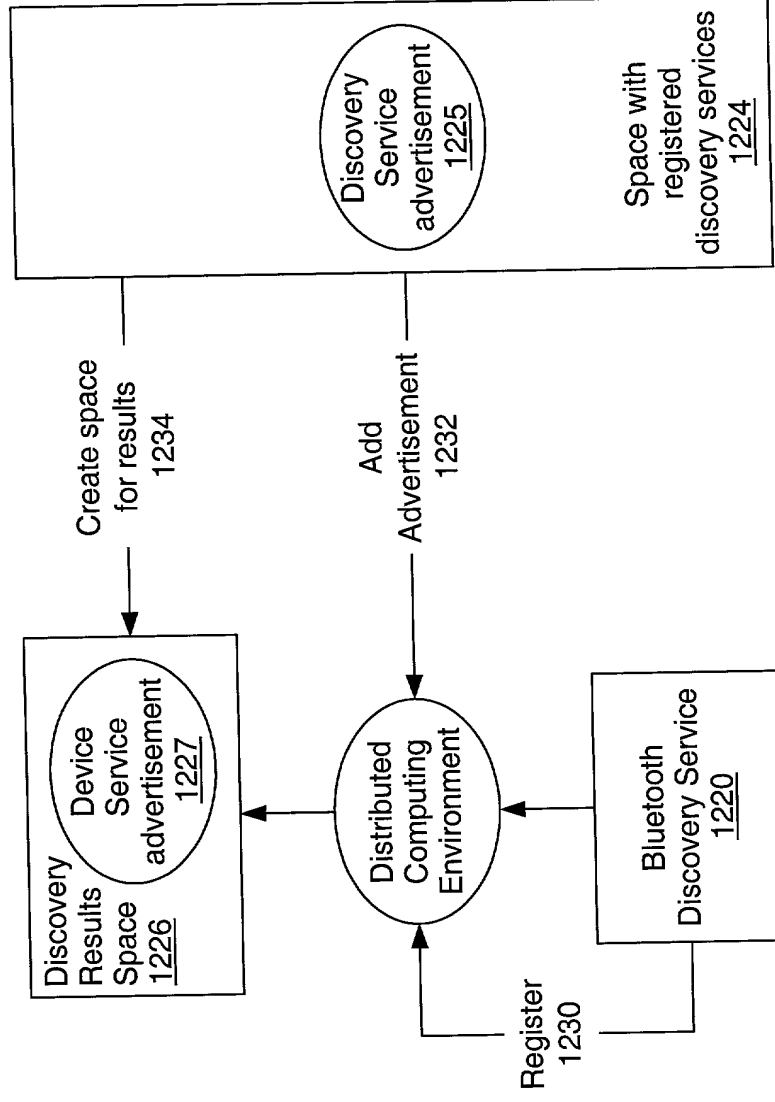 Discovery
Results
Space
1226
Device
Service
advertisement
1227
Create space
for results
1234
Discovery
Service
advertisement
1225
Space with
registered
discovery services
1224
Distributed
Computing
Environment
Add
Advertisement
1232
Register
1230
Bluetooth
Discovery Service
1220